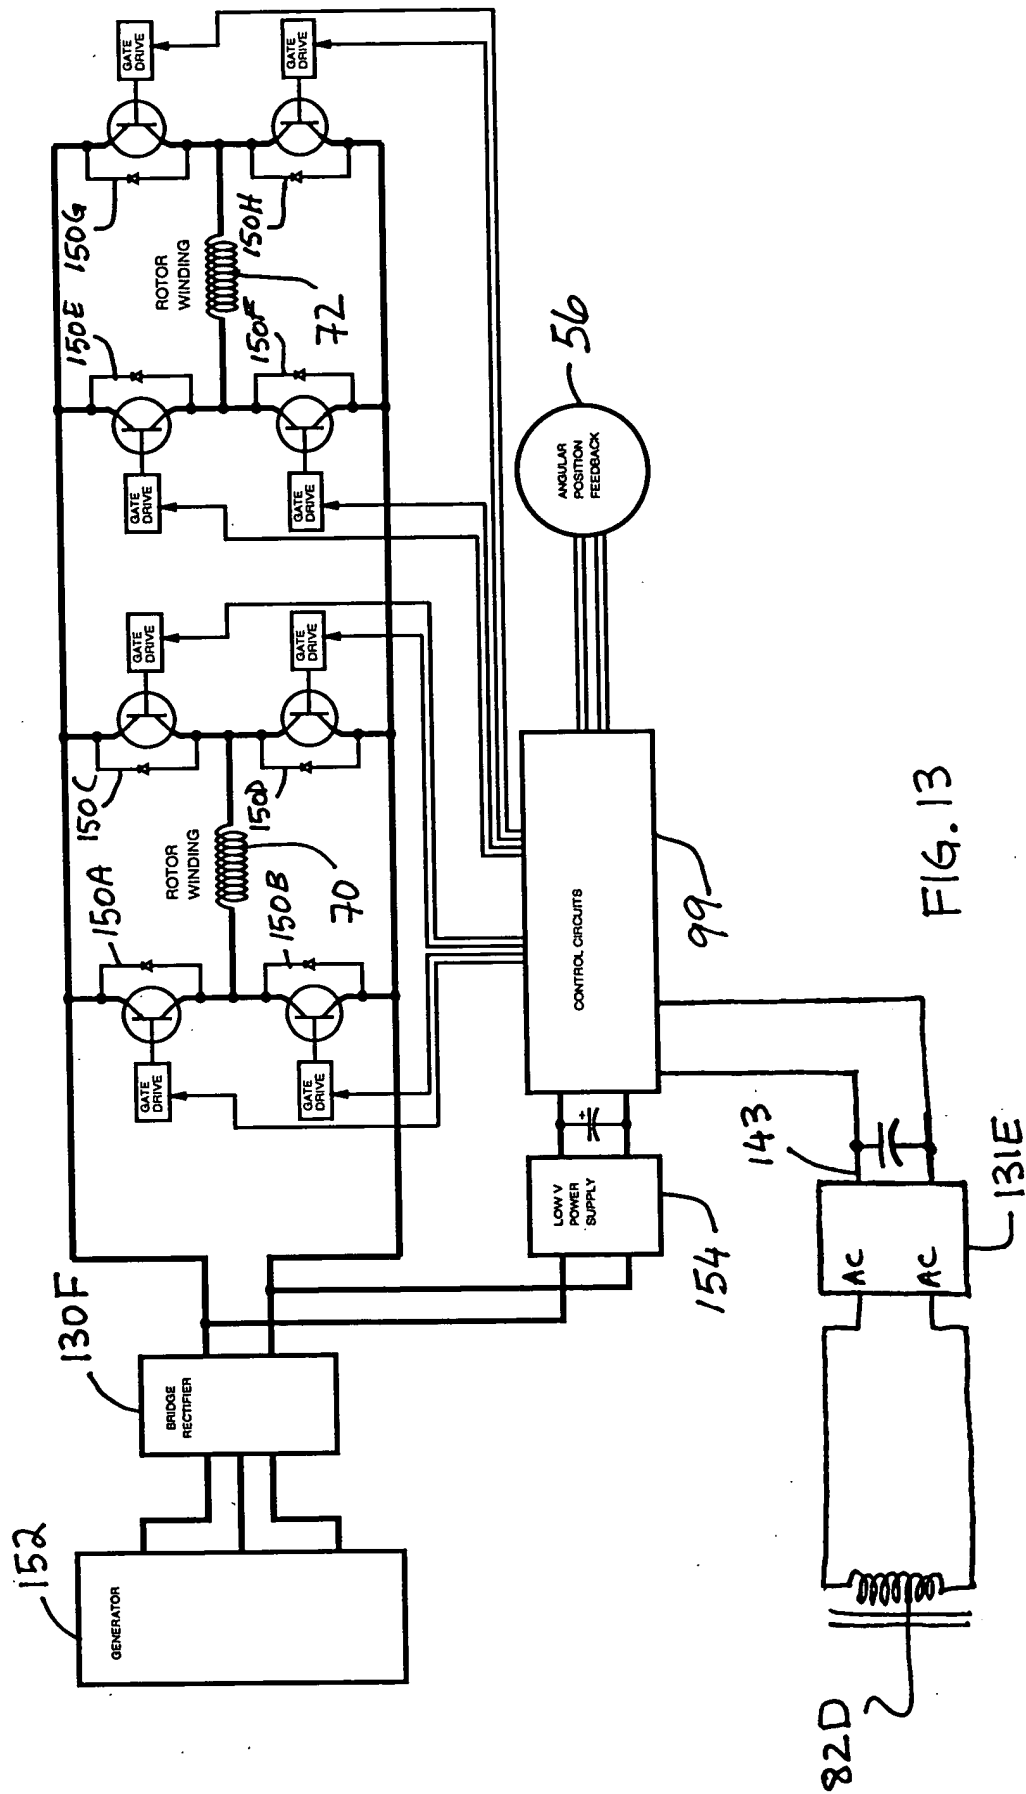 152
GENERATOR
130F
BRIDGE
RECTIFIER
150A
150C
150E
150G
GATE
DRIVE
GATE
DRIVE
GATE
DRIVE
GATE
DRIVE
ROTOR
WINDING
ROTOR
WINDING
150B
150D
150F
150H
70
72
GATE
DRIVE
GATE
DRIVE
GATE
DRIVE
GATE
DRIVE
LOW V
POWER
SUPPLY
154
+
CONTROL CIRCUITS
99
ANGULAR
POSITION
FEEDBACK
56
82D
AC
AC
143
131E
FIG. 13